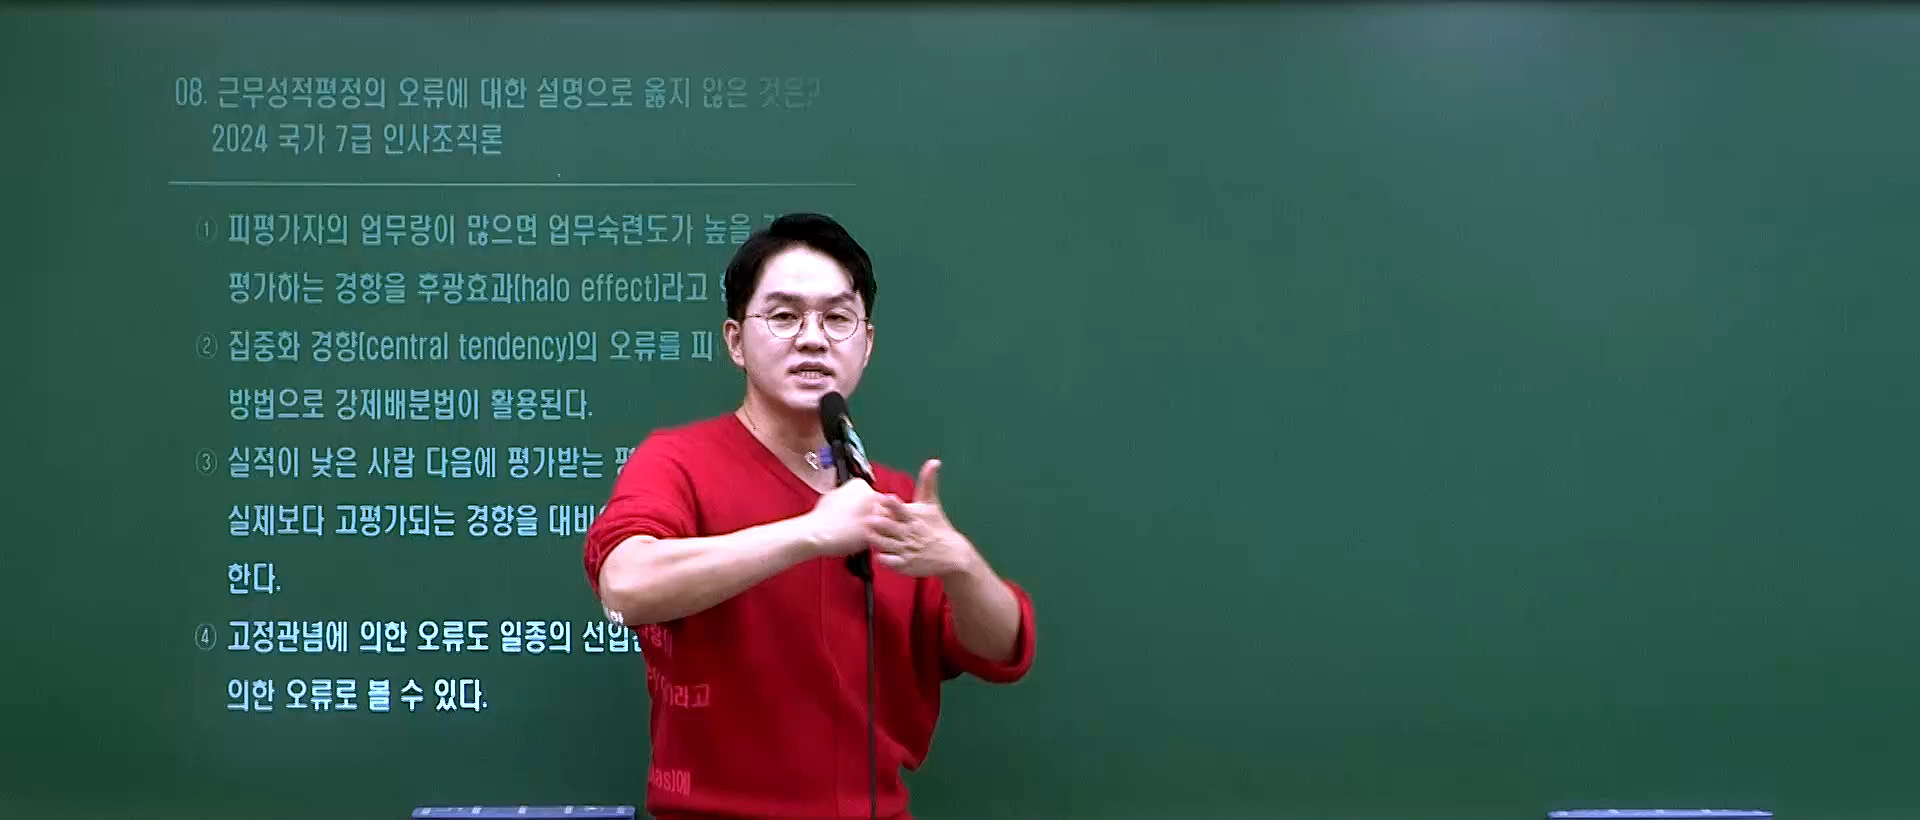 08. 근무성적평정의 오류에 대한 설명으로 옳지 않은 것은?
2024 국가 7급 인사조직론
① 피평가자의 업무량이 많으면 업무숙련도가 높을
평가하는 경향을 후광효과(halo effect)라고
② 집중화 경향(central tendency)의 오류를 피
방법으로 강제배분법이 활용된다.
③ 실적이 낮은 사람 다음에 평가받는
실제보다 고평가되는 경향을 대비
한다.
④ 고정관념에 의한 오류도 일종의 선입
의한 오류로 볼 수 있다.
라고
as)에